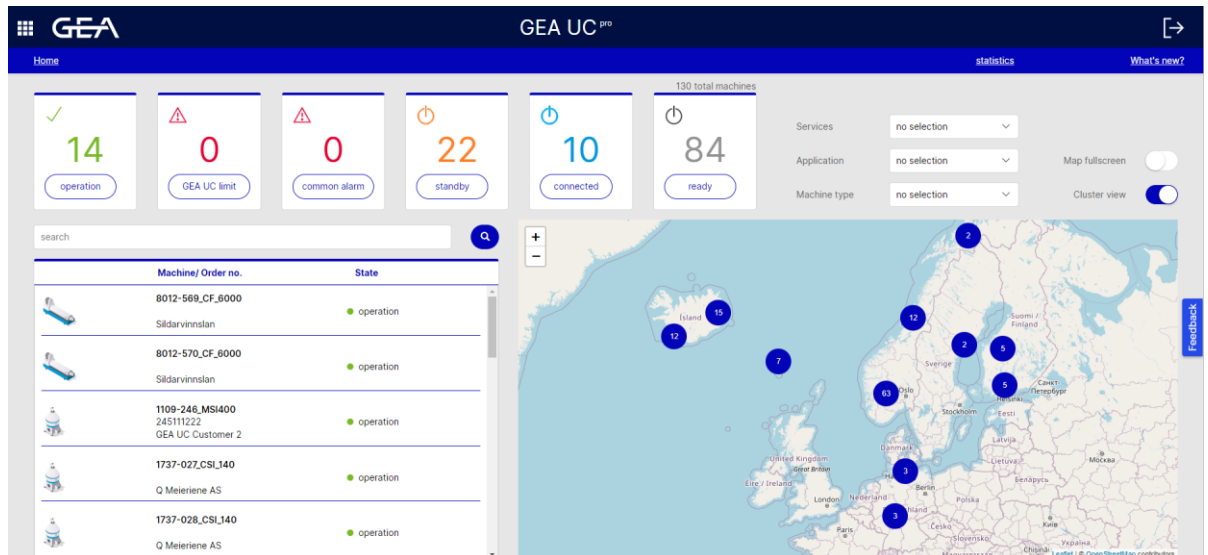 GEA
GEA UC pro
Home
statistics
What's new?
130 total machines
14
operation
0
GEA UC limit
0
common alarm
22
standby
10
connected
84
ready
Services
no selection
Application
no selection
Map fullscreen
Machine type
no selection
Cluster view
search
Machine/ Order no.
State
8012-569_CF_6000
Sildarvinnslan
operation
8012-570_CF_6000
Sildarvinnslan
operation
1109-246_MSI400
245111222
GEA UC Customer 2
operation
1737-027_CSI_140
Q Meieriene AS
operation
1737-028_CSI_140
Q Meieriene AS
operation
+
−
2
15
Ísland
12
12
Suomi /
Finland
2
5
7
Sverige
63
Oslo
5
Санкт-
Петербург
Helsinki
Stockholm
Eesti
Latvija
Danmark
Lietuva
Москва
United Kingdom
Great Britain
3
Беларусь
Éire / Ireland
Berlin
London
Nederland
Polska
3
Paris
Česko
Київ
Slovensko
Україна
Chișinău
Leaflet | © OpenStreetMap contributors
Feedback